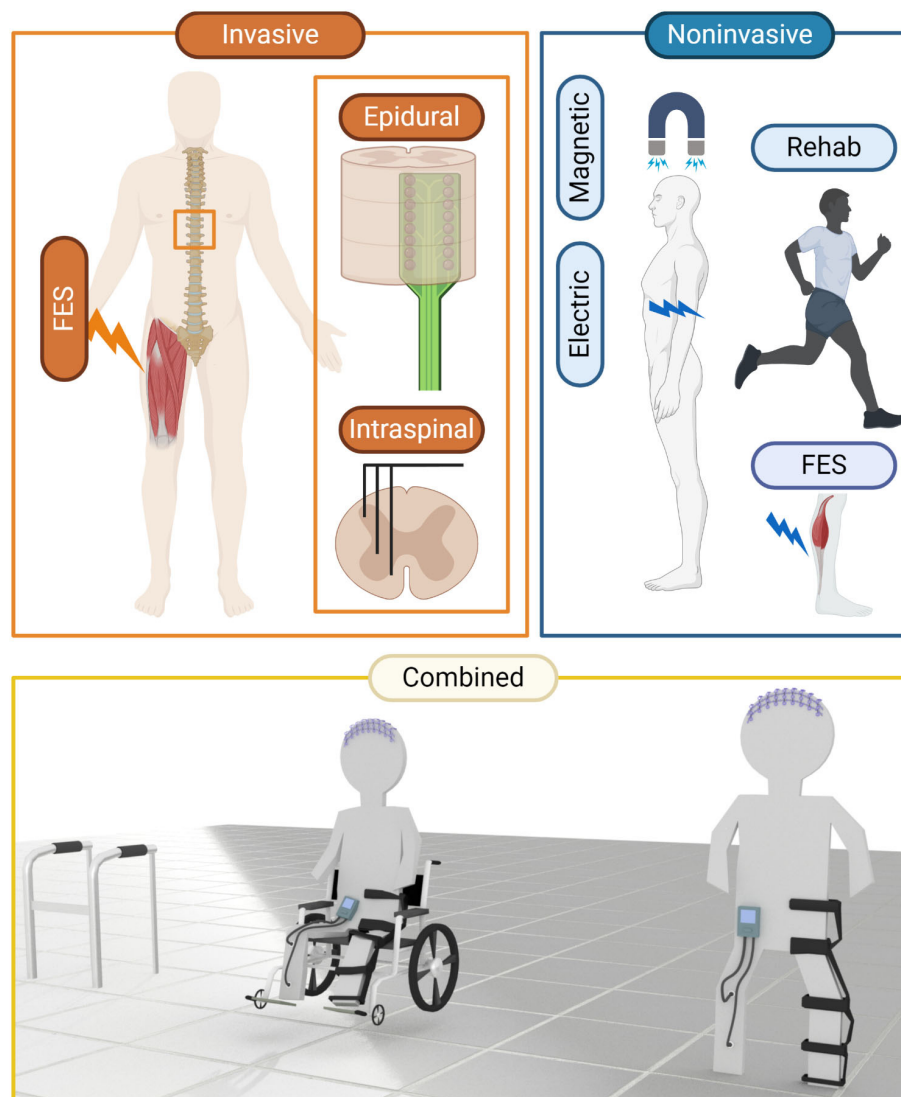 Invasive
Epidural
FES
Intraspinal
Noninvasive
Magnetic
Rehab
Electric
FES
Combined